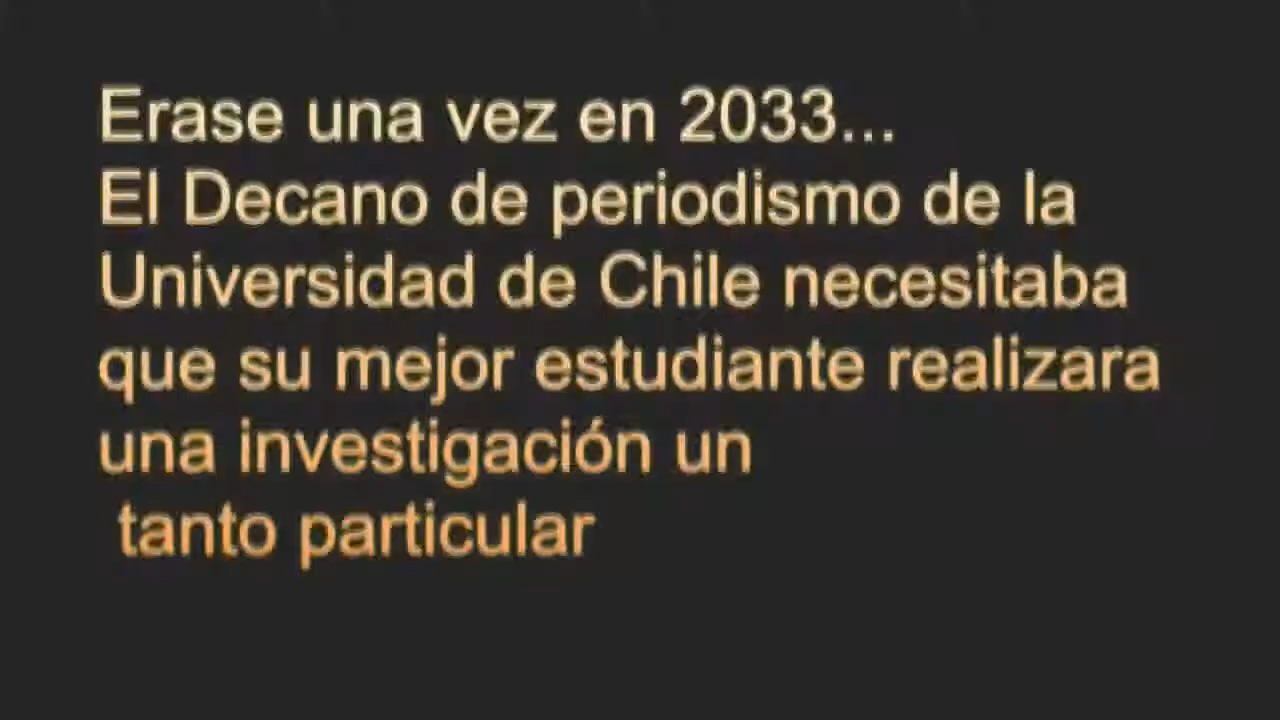 Erase una vez en 2033...
El Decano de periodismo de la
Universidad de Chile necesitaba
que su mejor estudiante realizara
una investigación un
tanto particular